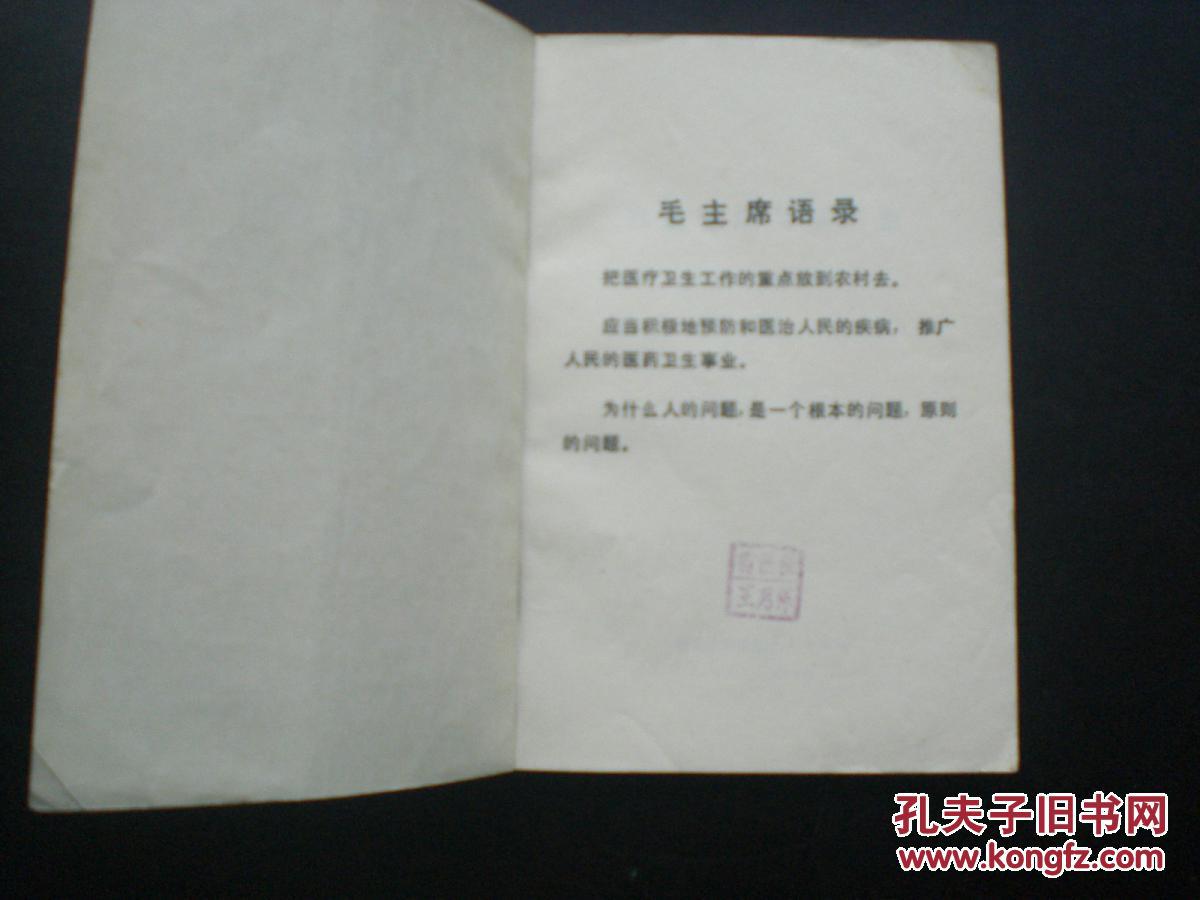 毛主席语录
把医疗卫生工作的重点放到农村去。
应当积极地预防和医治人民的疾病， 推广
人民的医药卫生事业。
为什么人的问题，是一个根本的问题，原则
的问题。
孔夫子旧书网
www.kongfz.com